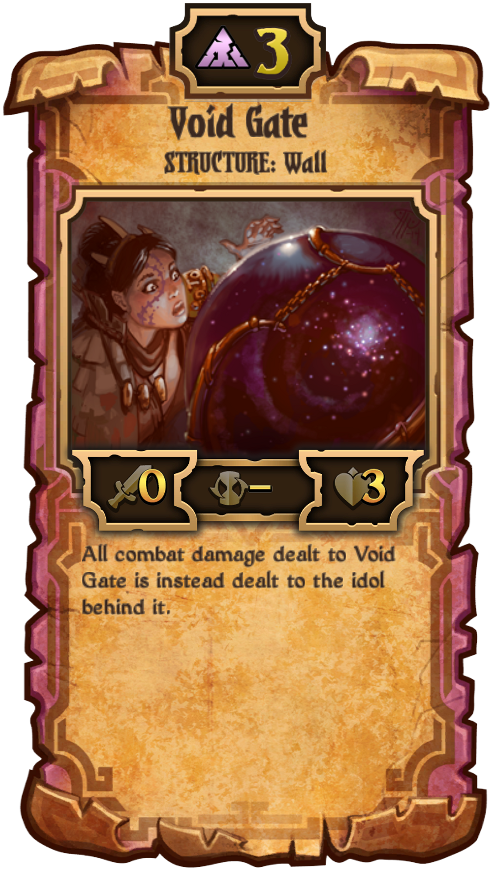 3
Void Gate
STRUCTURE: Wall
0 - 3
All combat damage dealt to Void
Gate is instead dealt to the idol
behind it.